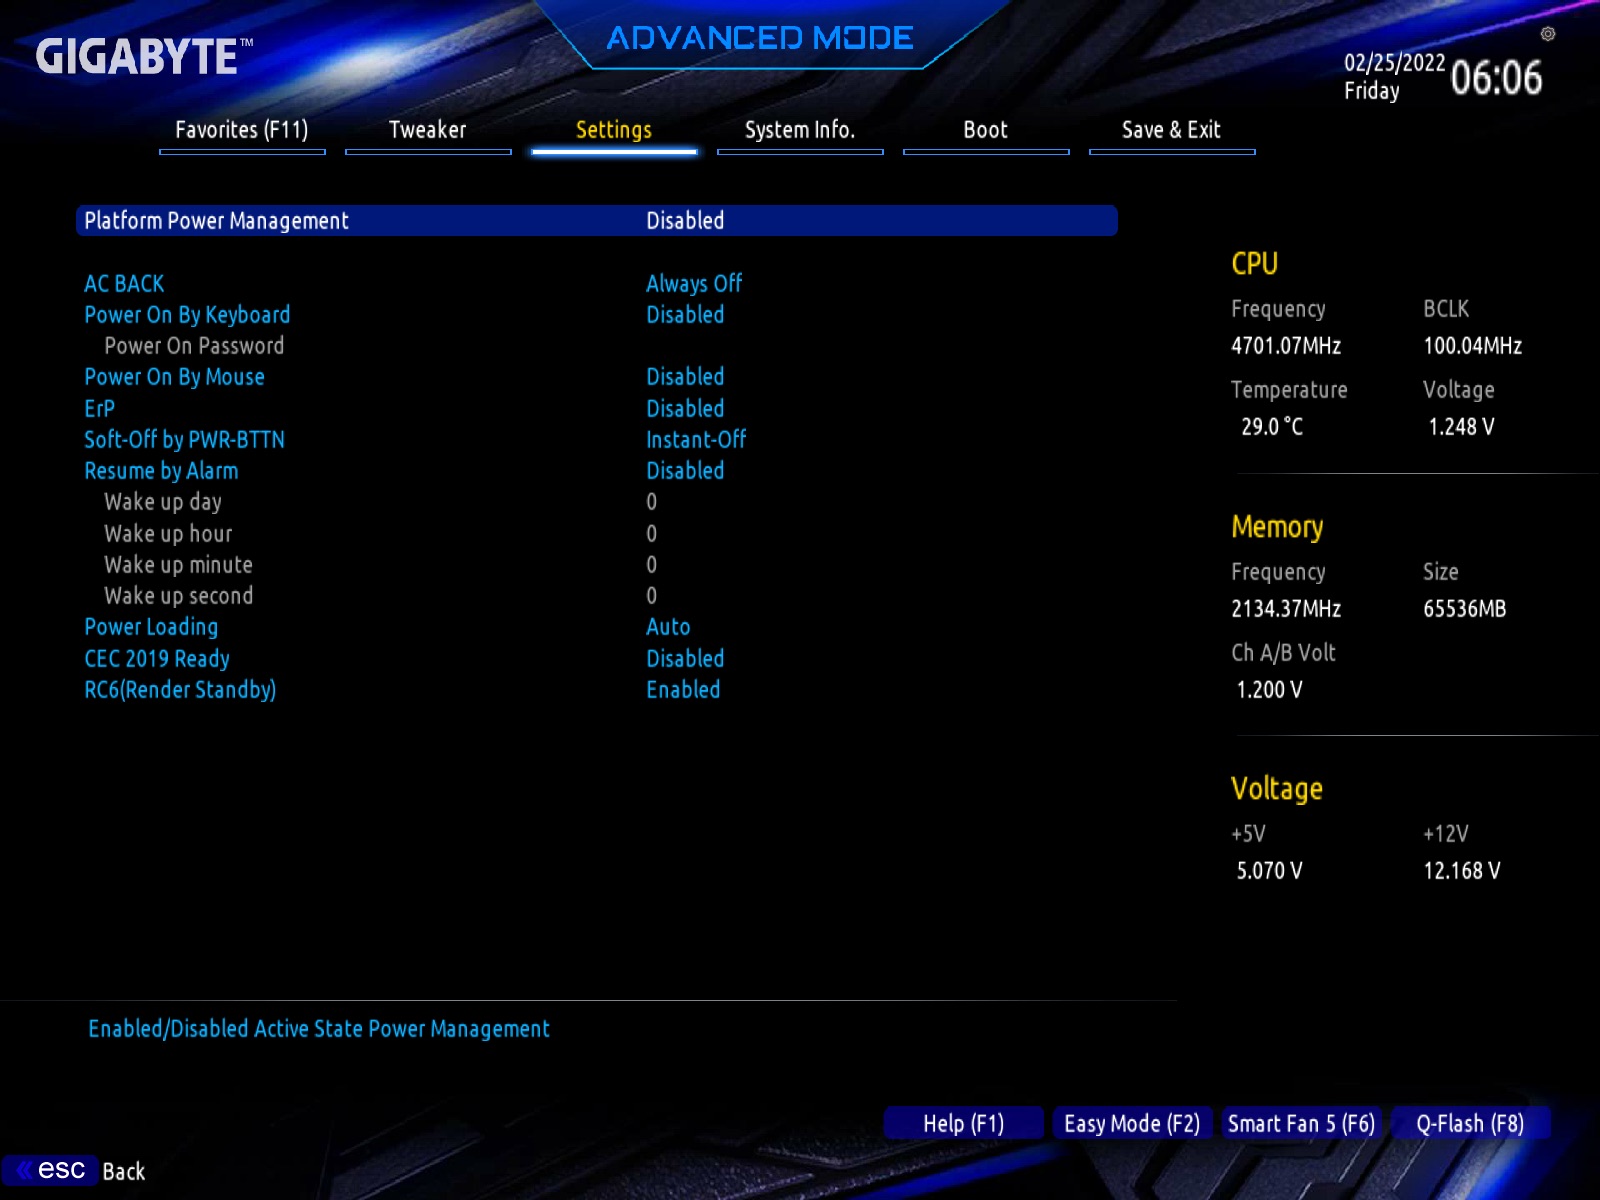 GIGABYTE™
ADVANCED MODE
02/25/2022
Friday
06:06
Favorites (F11) Tweaker Settings System Info. Boot Save & Exit
Platform Power Management Disabled
AC BACK Always Off
Power On By Keyboard Disabled
Power On Password
Power On By Mouse Disabled
ErP Disabled
Soft-Off by PWR-BTTN Instant-Off
Resume by Alarm Disabled
Wake up day 0
Wake up hour 0
Wake up minute 0
Wake up second 0
Power Loading Auto
CEC 2019 Ready Disabled
RC6(Render Standby) Enabled
CPU
Frequency BCLK
4701.07MHz 100.04MHz
Temperature Voltage
29.0 °C 1.248 V
Memory
Frequency Size
2134.37MHz 65536MB
Ch A/B Volt
1.200 V
Voltage
+5V +12V
5.070 V 12.168 V
Enabled/Disabled Active State Power Management
Help (F1) Easy Mode (F2) Smart Fan 5 (F6) Q-Flash (F8)
esc Back